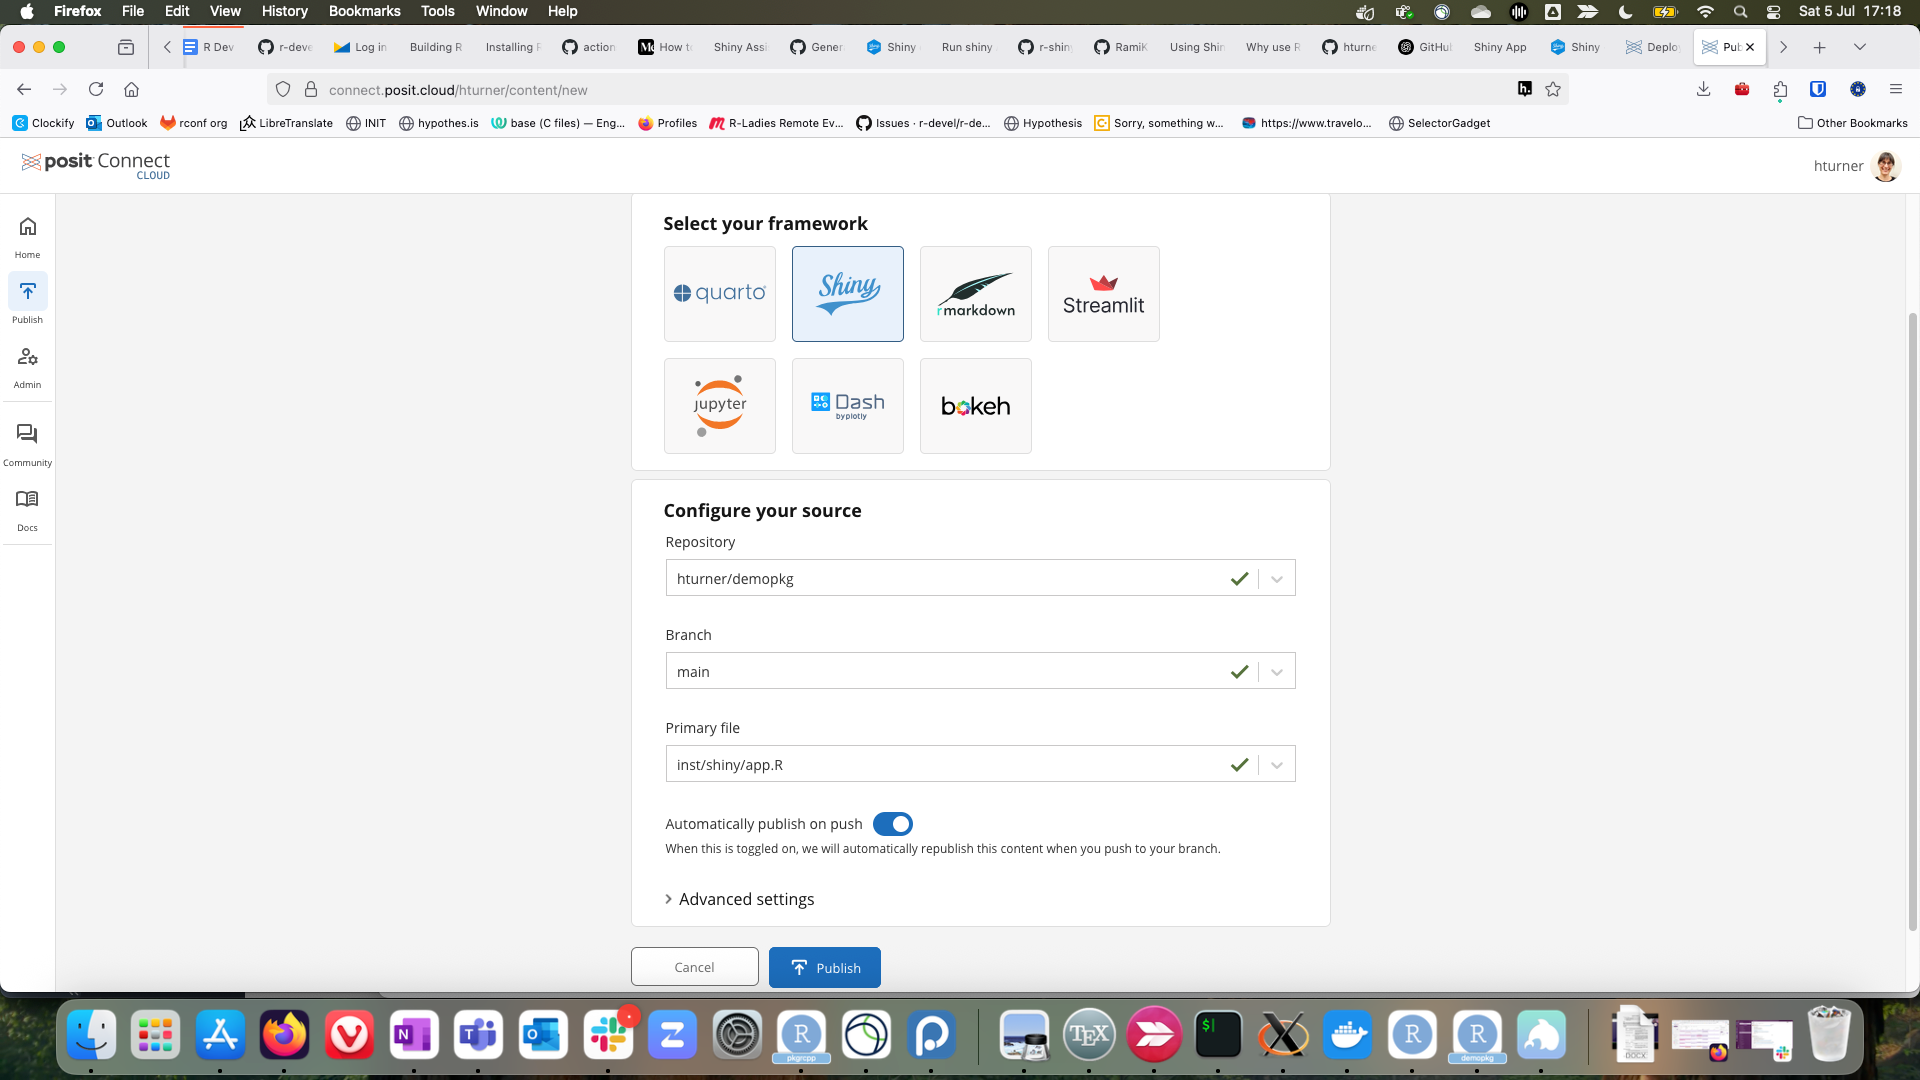 Firefox File Edit View History Bookmarks Tools Window Help Sat 5 Jul 17:18
R Dev r-deve Log in Building R Installing action How to Shiny Assi Gener Shiny Run shiny r-shin RamiK Using Shin Why use R hturne GitHu Shiny App Shiny Deplo Pub
connect.posit.cloud/hturner/content/new
Clockify Outlook rconf org LibreTranslate INIT hypothes.is base (C files) — Eng... Profiles R-Ladies Remote Ev... Issues · r-devel/r-de... Hypothesis Sorry, something w... https://www.travelo... SelectorGadget Other Bookmarks
posit Connect
CLOUD
hturner
Home
Publish
Admin
Community
Docs
Select your framework
quarto
Shiny
rmarkdown
Streamlit
jupyter
Dash
by plotly
bokeh
Configure your source
Repository
hturner/demopkg
Branch
main
Primary file
inst/shiny/app.R
Automatically publish on push
When this is toggled on, we will automatically republish this content when you push to your branch.
Advanced settings
Cancel
Publish
pkgrcpp
TEX
demopkg
DOCX